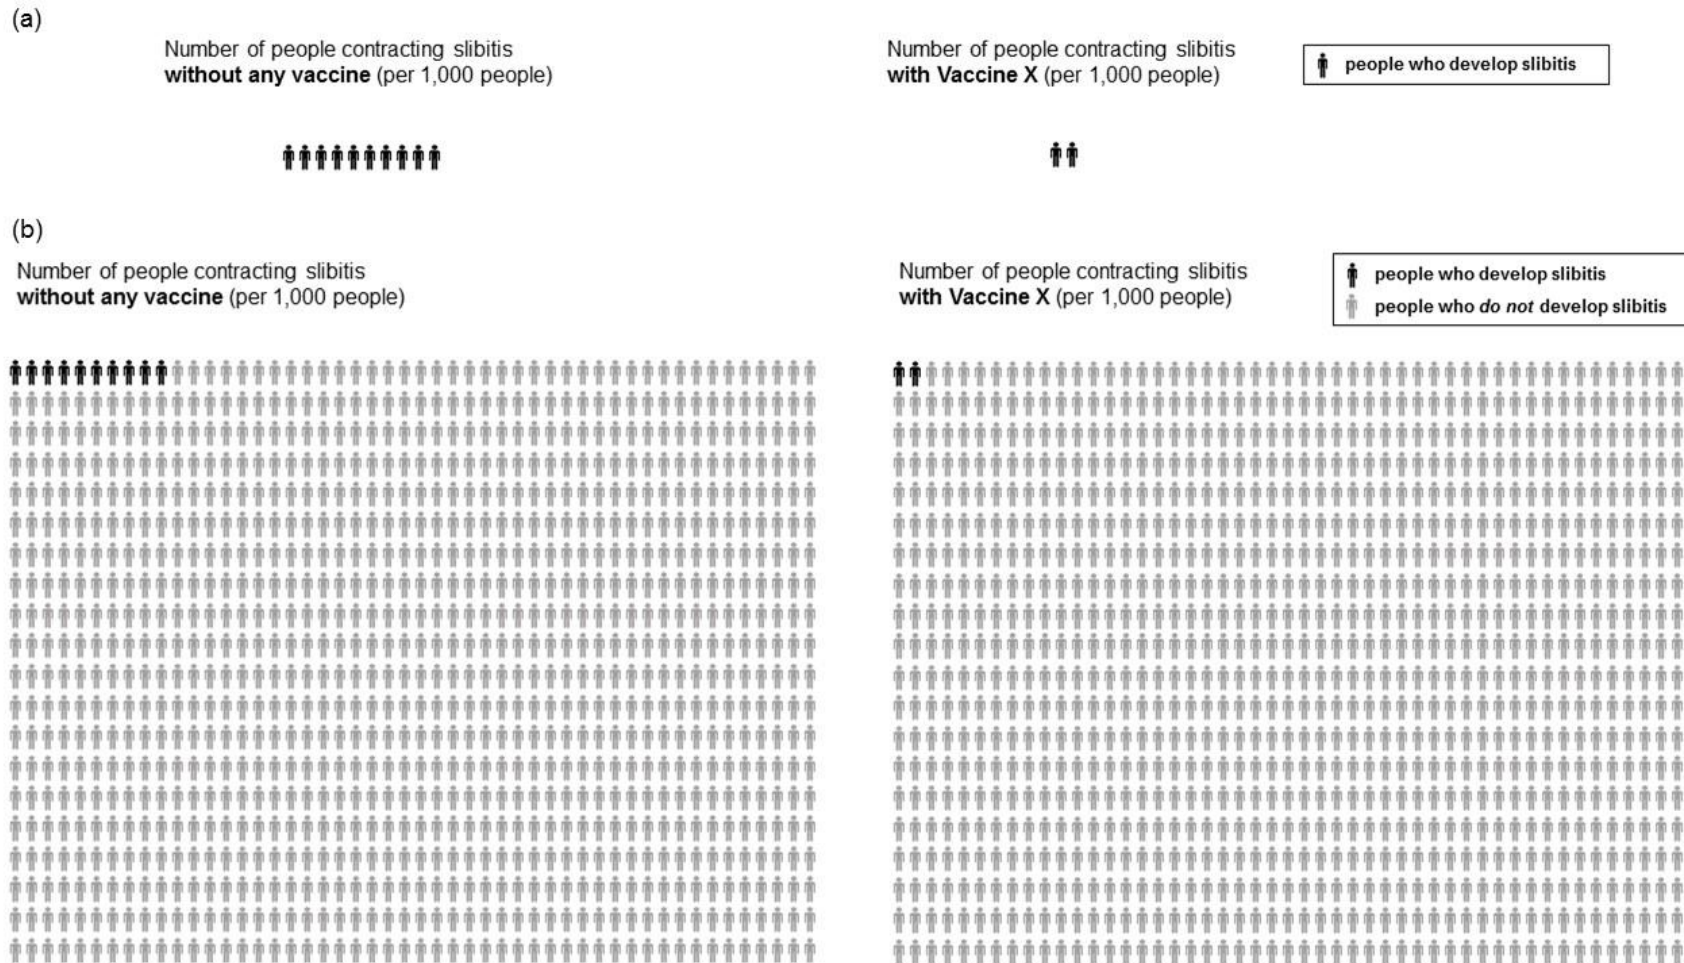 (a)
Number of people contracting slibitis
without any vaccine (per 1,000 people)
Number of people contracting slibitis
with Vaccine X (per 1,000 people)
people who develop slibitis
(b)
Number of people contracting slibitis
without any vaccine (per 1,000 people)
Number of people contracting slibitis
with Vaccine X (per 1,000 people)
people who develop slibitis
people who do not develop slibitis